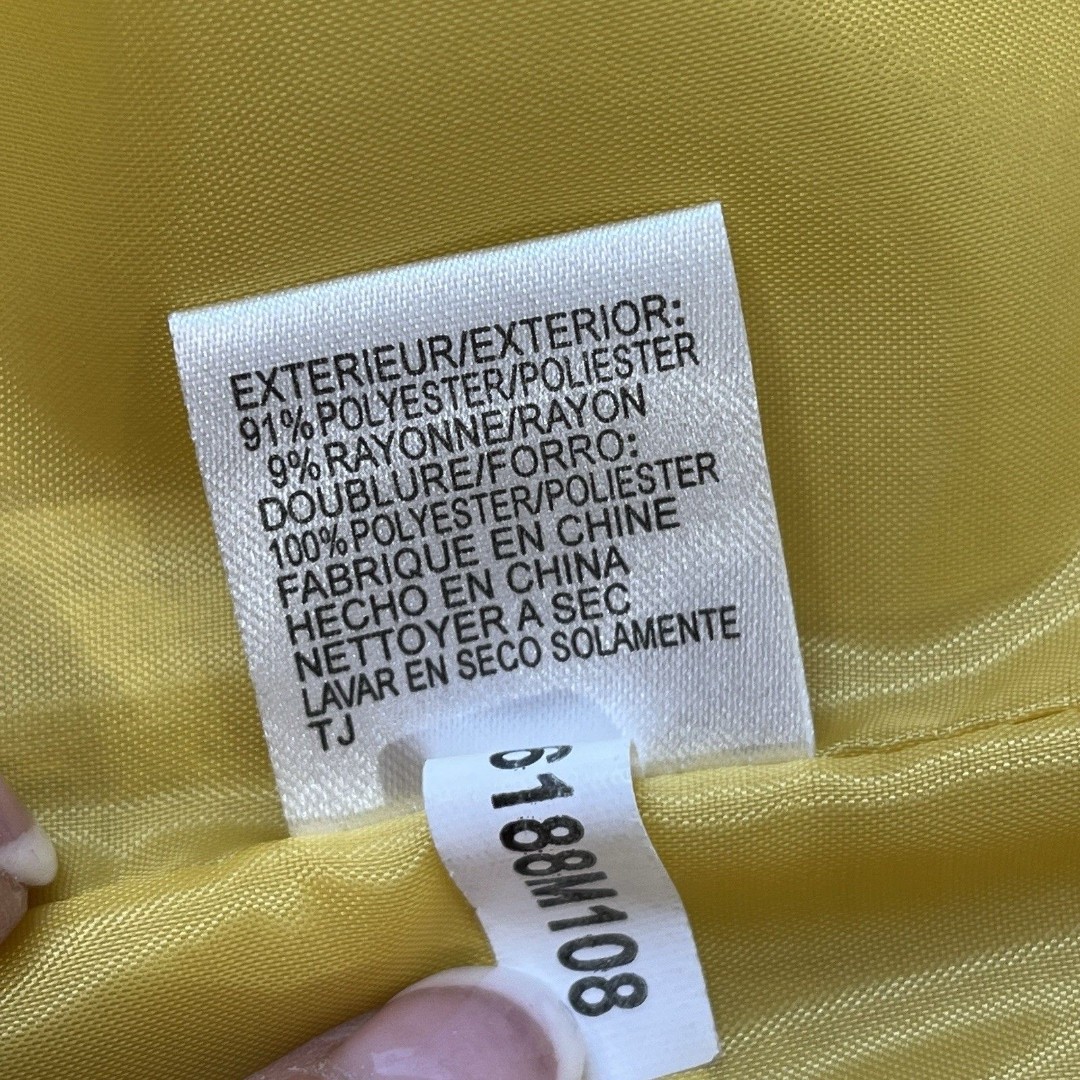 EXTERIEUR/EXTERIOR:
91% POLYESTER/POLIESTER
9% RAYONNE/RAYON
DOUBLURE/FORRO:
100% POLYESTER/POLIESTER
FABRIQUE EN CHINE
HECHO EN CHINA
NETTOYER A SEC
LAVAR EN SECO SOLAMENTE
TJ
6188M108